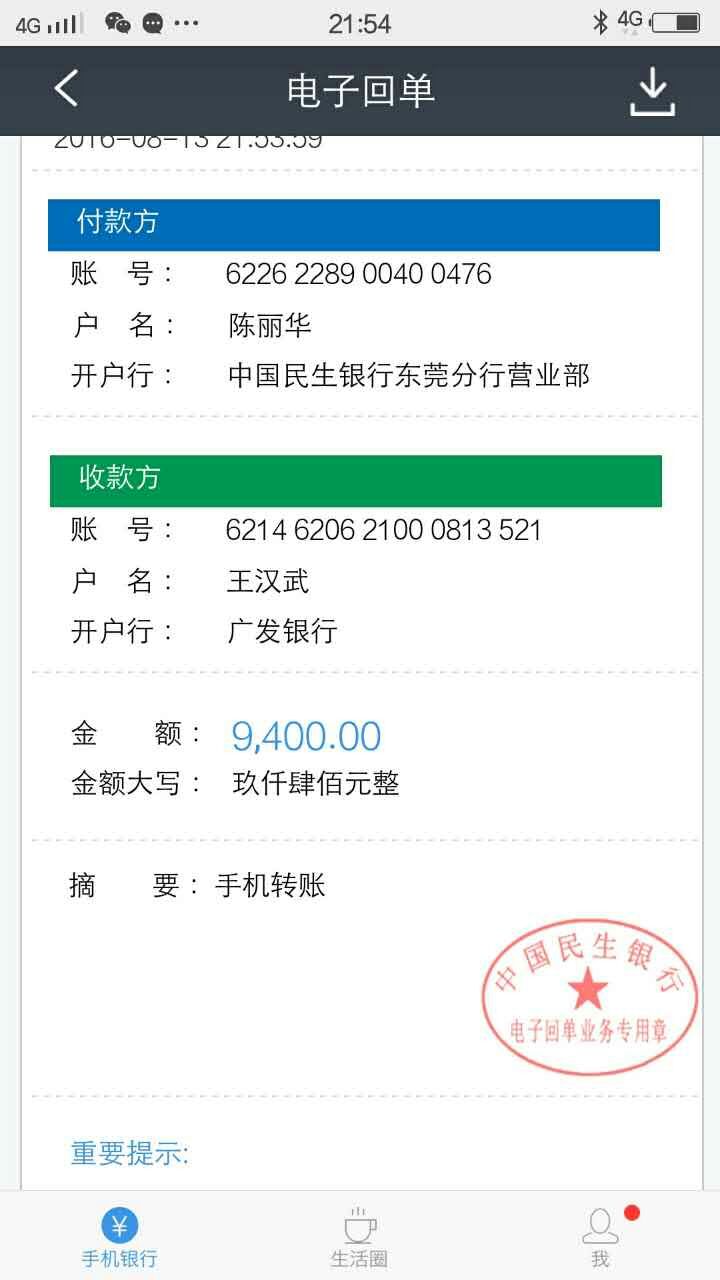 4G 21:54 4G
电子回单
2016-08-13 21:53:59
付款方
账 号： 6226 2289 0040 0476
户 名： 陈丽华
开户行： 中国民生银行东莞分行营业部
收款方
账 号： 6214 6206 2100 0813 521
户 名： 王汉武
开户行： 广发银行
金 额： 9,400.00
金额大写： 玖仟肆佰元整
摘 要： 手机转账
中国民生银行
电子回单业务专用章
重要提示:
手机银行 生活圈 我